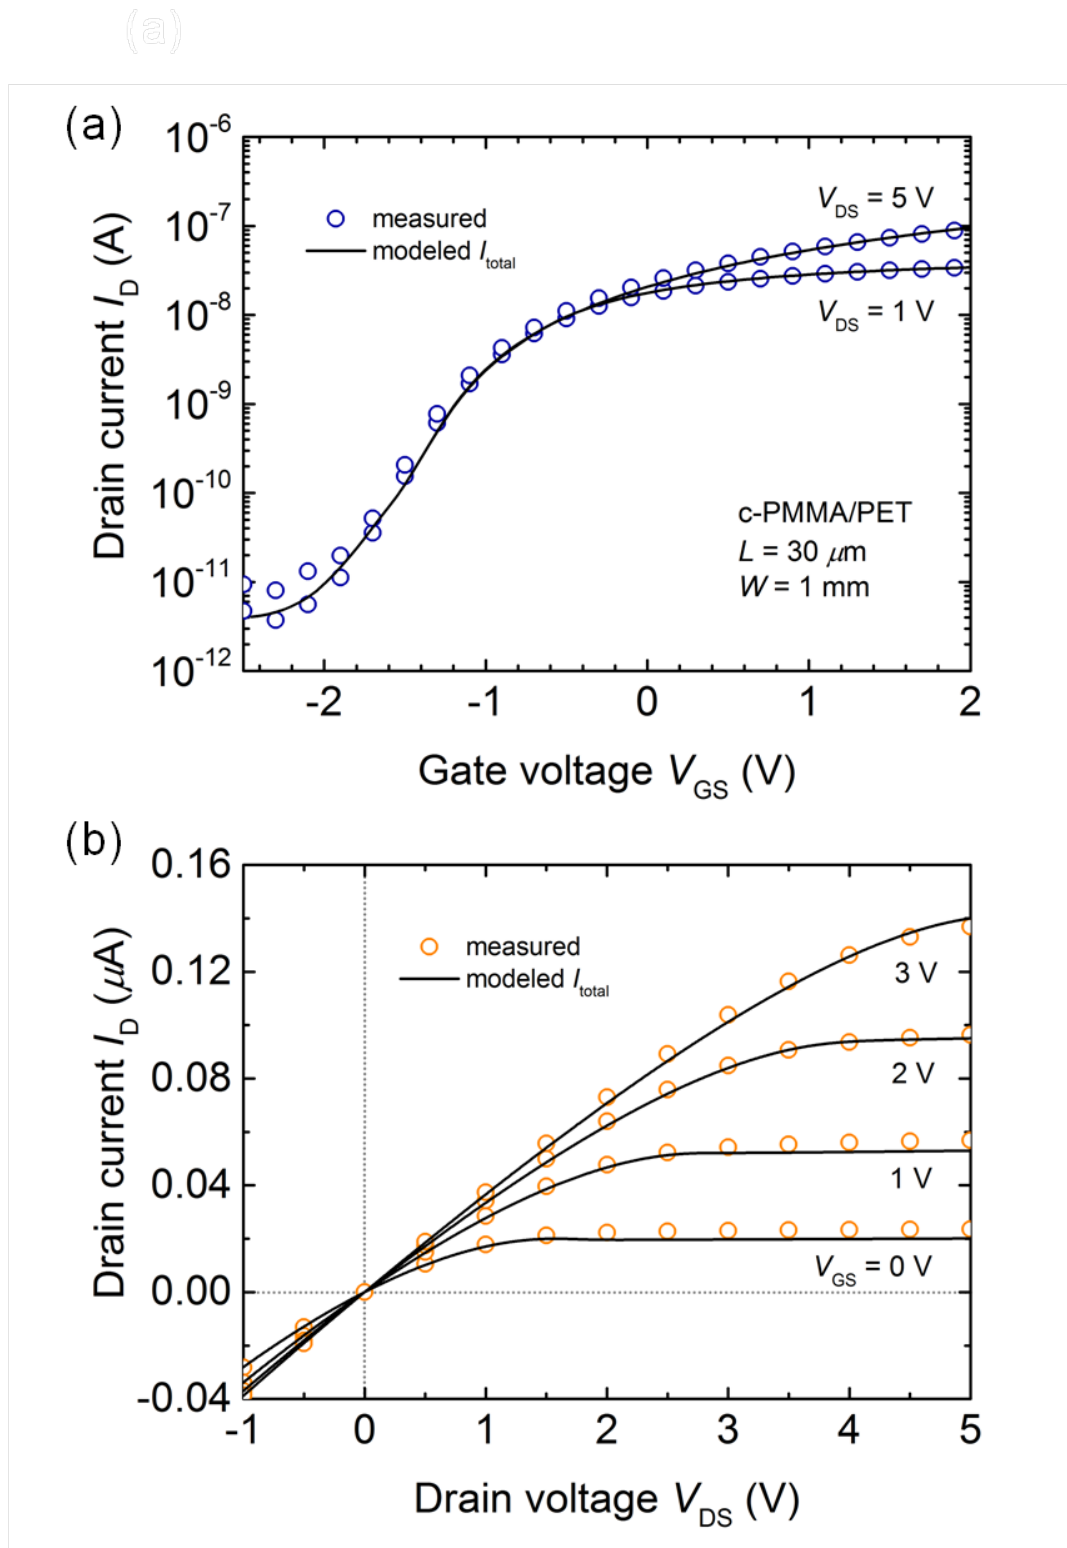 (a)
(a)
10⁻⁶
10⁻⁷
10⁻⁸
10⁻⁹
10⁻¹⁰
10⁻¹¹
10⁻¹²
Drain current I_D (A)
measured
modeled I_total
V_DS = 5 V
V_DS = 1 V
c-PMMA/PET
L = 30 μm
W = 1 mm
-2 -1 0 1 2
Gate voltage V_GS (V)
(b)
0.16
0.12
0.08
0.04
0.00
-0.04
Drain current I_D (μA)
measured
modeled I_total
3 V
2 V
1 V
V_GS = 0 V
-1 0 1 2 3 4 5
Drain voltage V_DS (V)